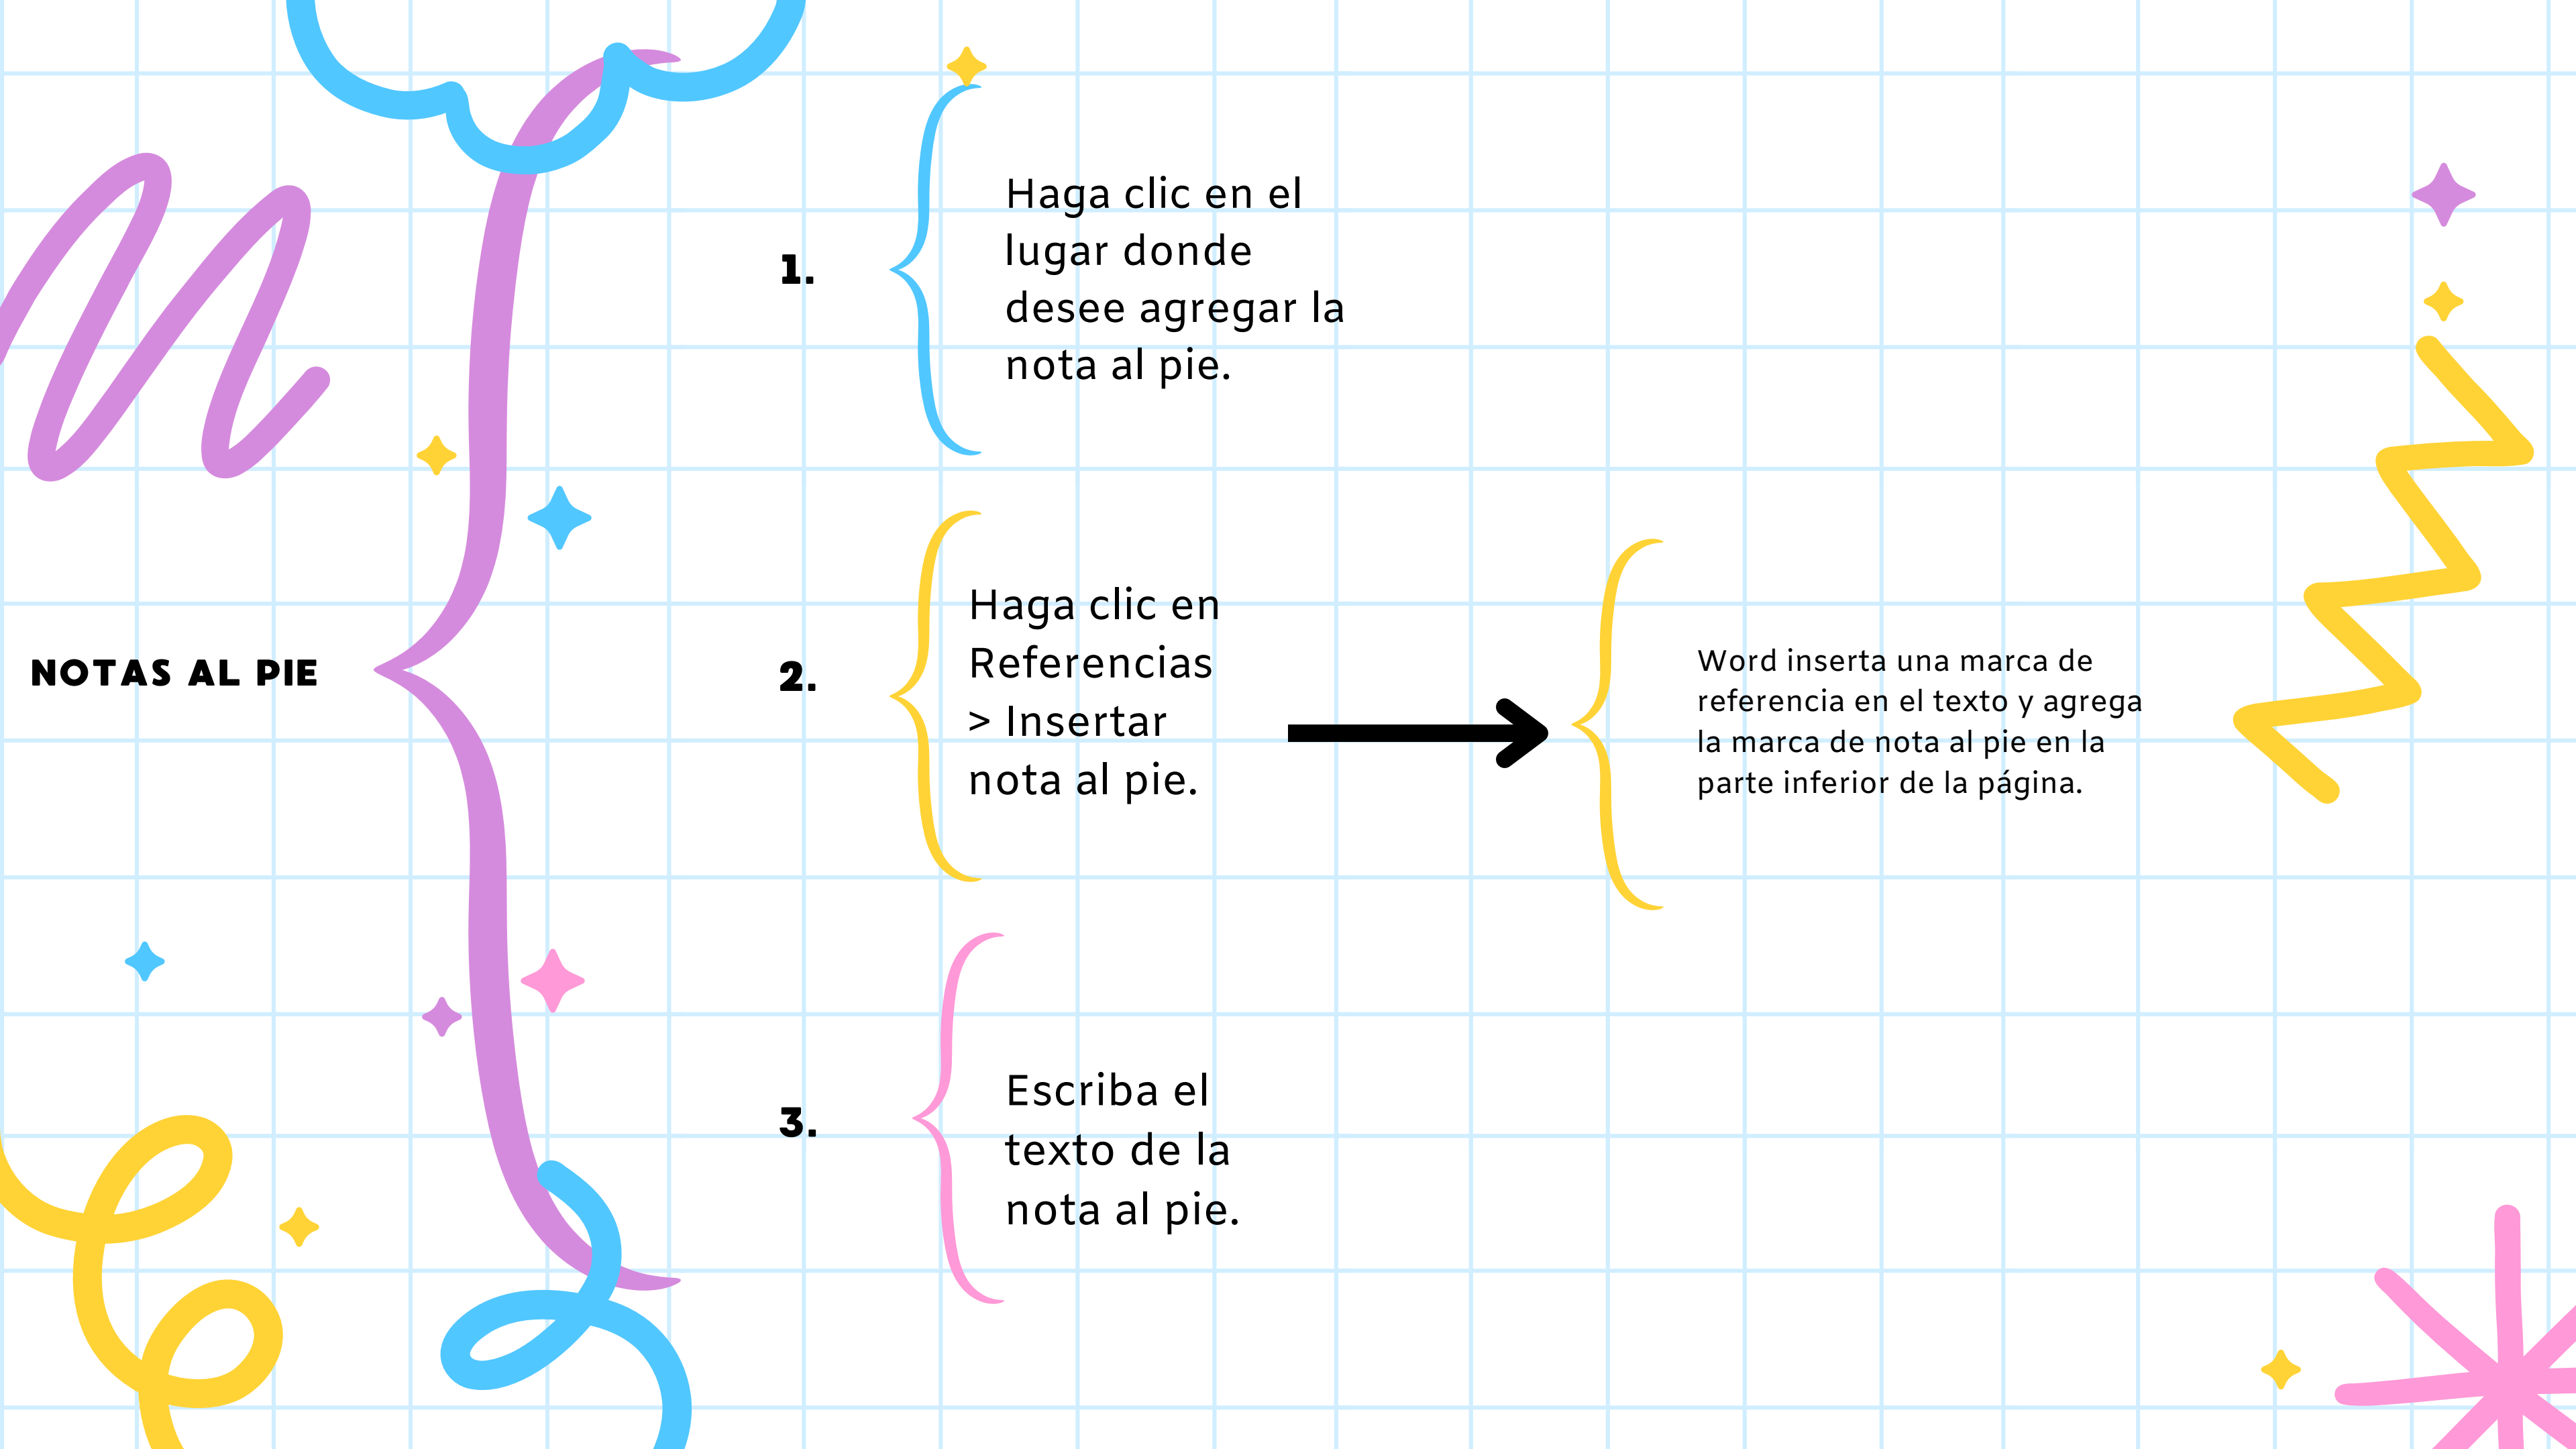 NOTAS AL PIE
1.
Haga clic en el
lugar donde
desee agregar la
nota al pie.
2.
Haga clic en
Referencias
> Insertar
nota al pie.
Word inserta una marca de
referencia en el texto y agrega
la marca de nota al pie en la
parte inferior de la página.
3.
Escriba el
texto de la
nota al pie.